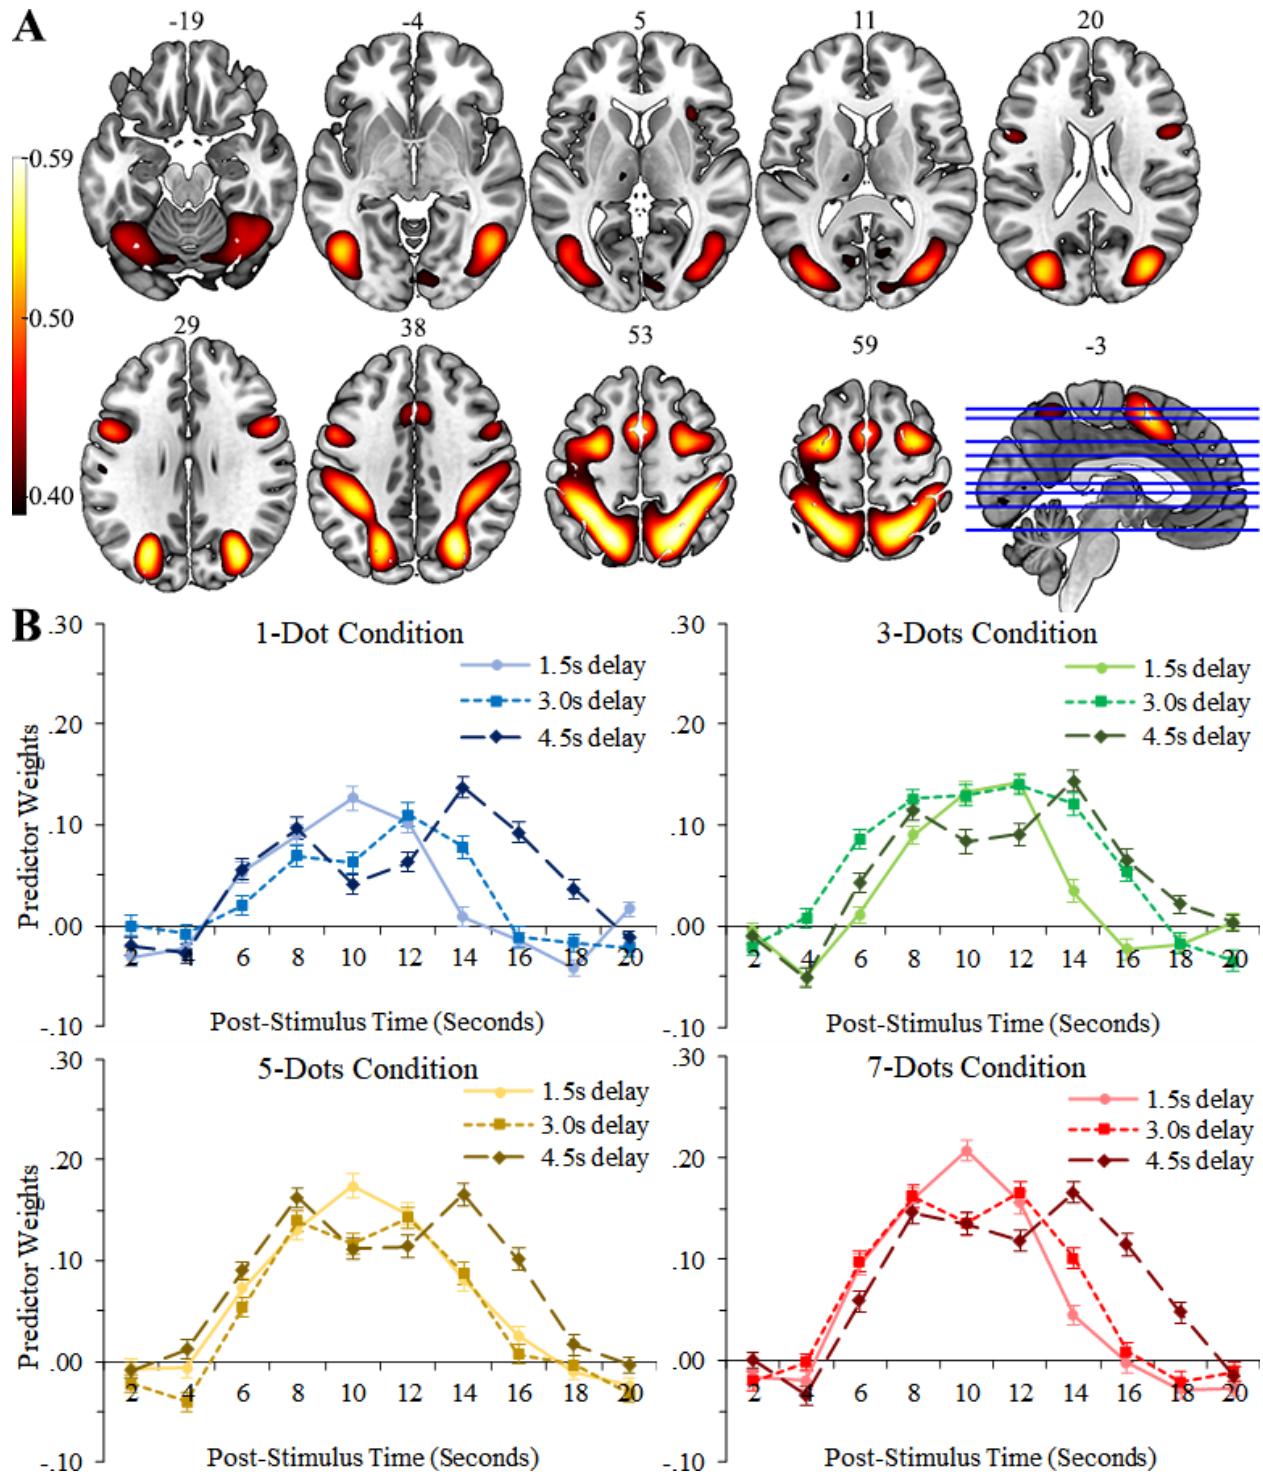 A
-19
-4
5
11
20
0.59
0.50
0.40
29
38
53
59
-3
B
1-Dot Condition
.30
.20
.10
.00
-.10
Predictor Weights
1.5s delay
3.0s delay
4.5s delay
2 4 6 8 10 12 14 16 18 20
Post-Stimulus Time (Seconds)
3-Dots Condition
.30
.20
.10
.00
-.10
1.5s delay
3.0s delay
4.5s delay
2 4 6 8 10 12 14 16 18 20
Post-Stimulus Time (Seconds)
5-Dots Condition
.30
.20
.10
.00
-.10
Predictor Weights
1.5s delay
3.0s delay
4.5s delay
2 4 6 8 10 12 14 16 18 20
Post-Stimulus Time (Seconds)
7-Dots Condition
.30
.20
.10
.00
-.10
1.5s delay
3.0s delay
4.5s delay
2 4 6 8 10 12 14 16 18 20
Post-Stimulus Time (Seconds)